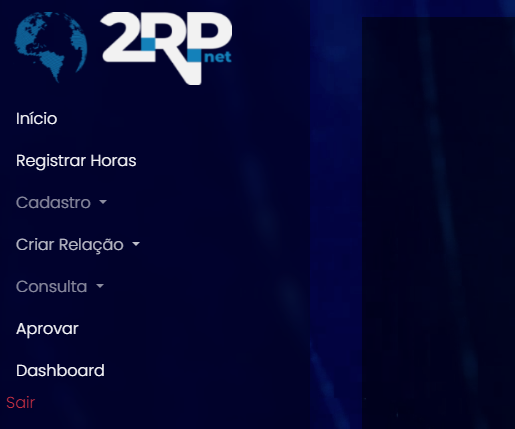 2RP
net
Início
Registrar Horas
Cadastro
Criar Relação
Consulta
Aprovar
Dashboard
Sair